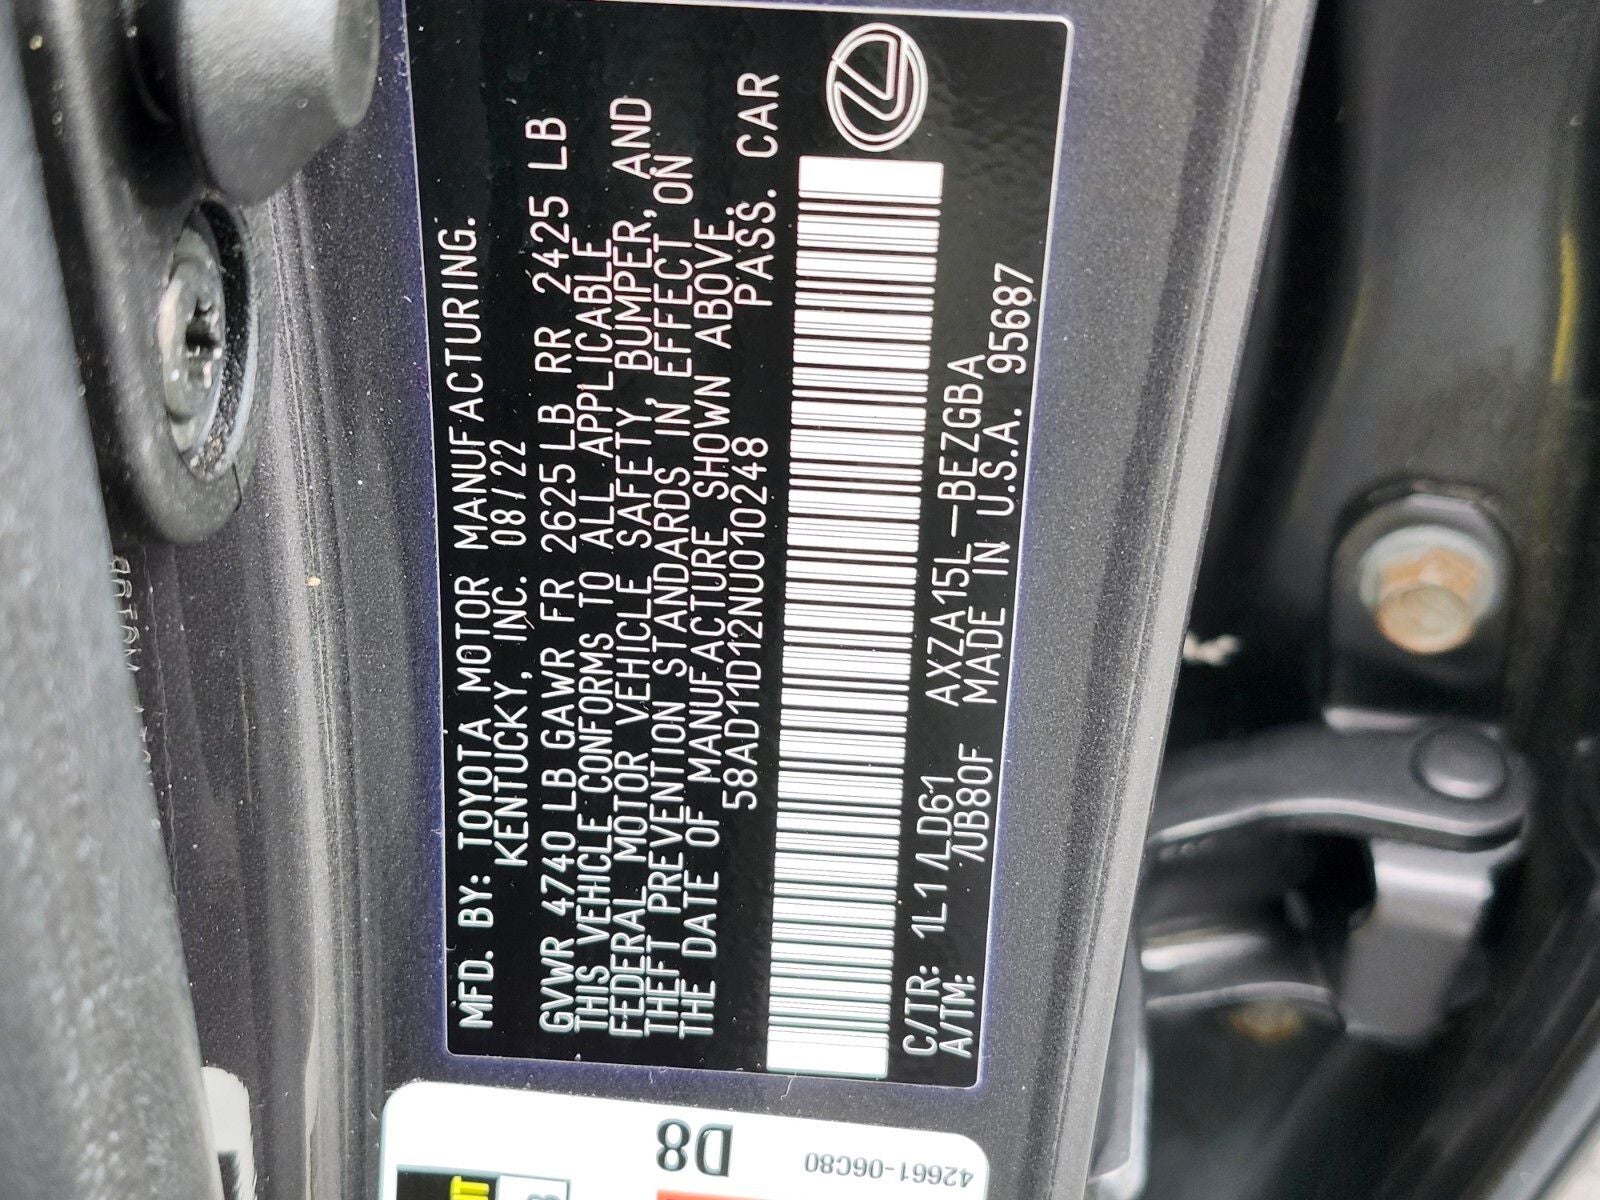 MFD. BY: TOYOTA MOTOR MANUFACTURING.
KENTUCKY, INC. 08/22
GVWR 4740 LB GAWR FR 2625LB RR 2425 LB
THIS VEHICLE CONFORMS TO ALL APPLICABLE
FEDERAL MOTOR VEHICLE SAFETY, BUMPER, AND
THEFT PREVENTION STANDARDS IN EFFECT ON
THE DATE OF MANUFACTURE SHOWN ABOVE.
58AD11D12NU010248 PASS. CAR
C/TR: 1L1/LD61 AXZA15L-BEZGBA
A/TM: /UB80F MADE IN U.S.A. 95687
D8
42661-06C80